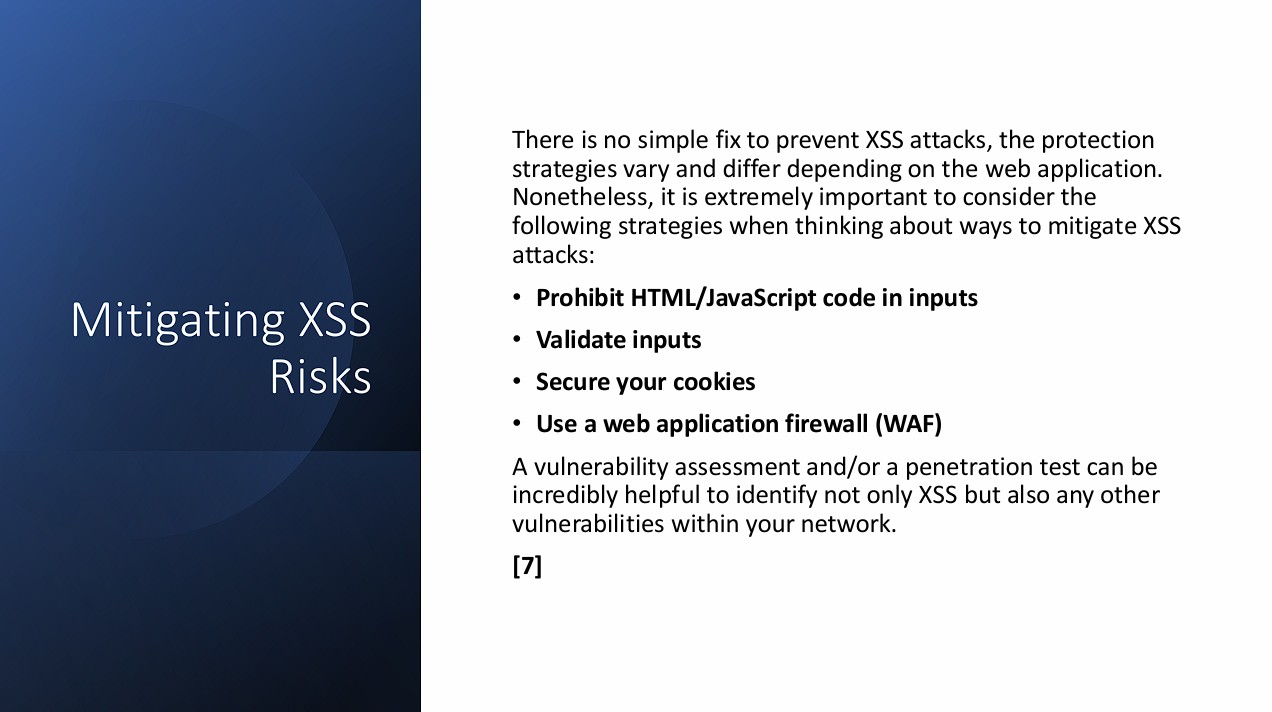 Mitigating XSS
Risks
There is no simple fix to prevent XSS attacks, the protection
strategies vary and differ depending on the web application.
Nonetheless, it is extremely important to consider the
following strategies when thinking about ways to mitigate XSS
attacks:
• Prohibit HTML/JavaScript code in inputs
• Validate inputs
• Secure your cookies
• Use a web application firewall (WAF)
A vulnerability assessment and/or a penetration test can be
incredibly helpful to identify not only XSS but also any other
vulnerabilities within your network.
[7]